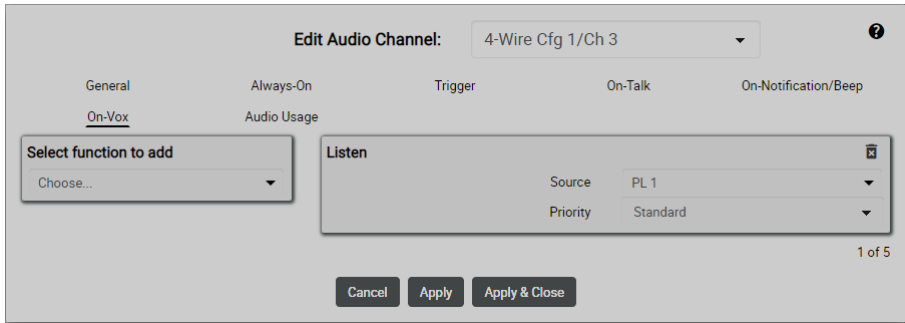 Edit Audio Channel: 4-Wire Cfg 1/Ch 3 ?
General Always-On Trigger On-Talk On-Notification/Beep
On-Vox Audio Usage
Select function to add
Choose...
Listen
Source PL 1
Priority Standard
1 of 5
Cancel Apply Apply & Close